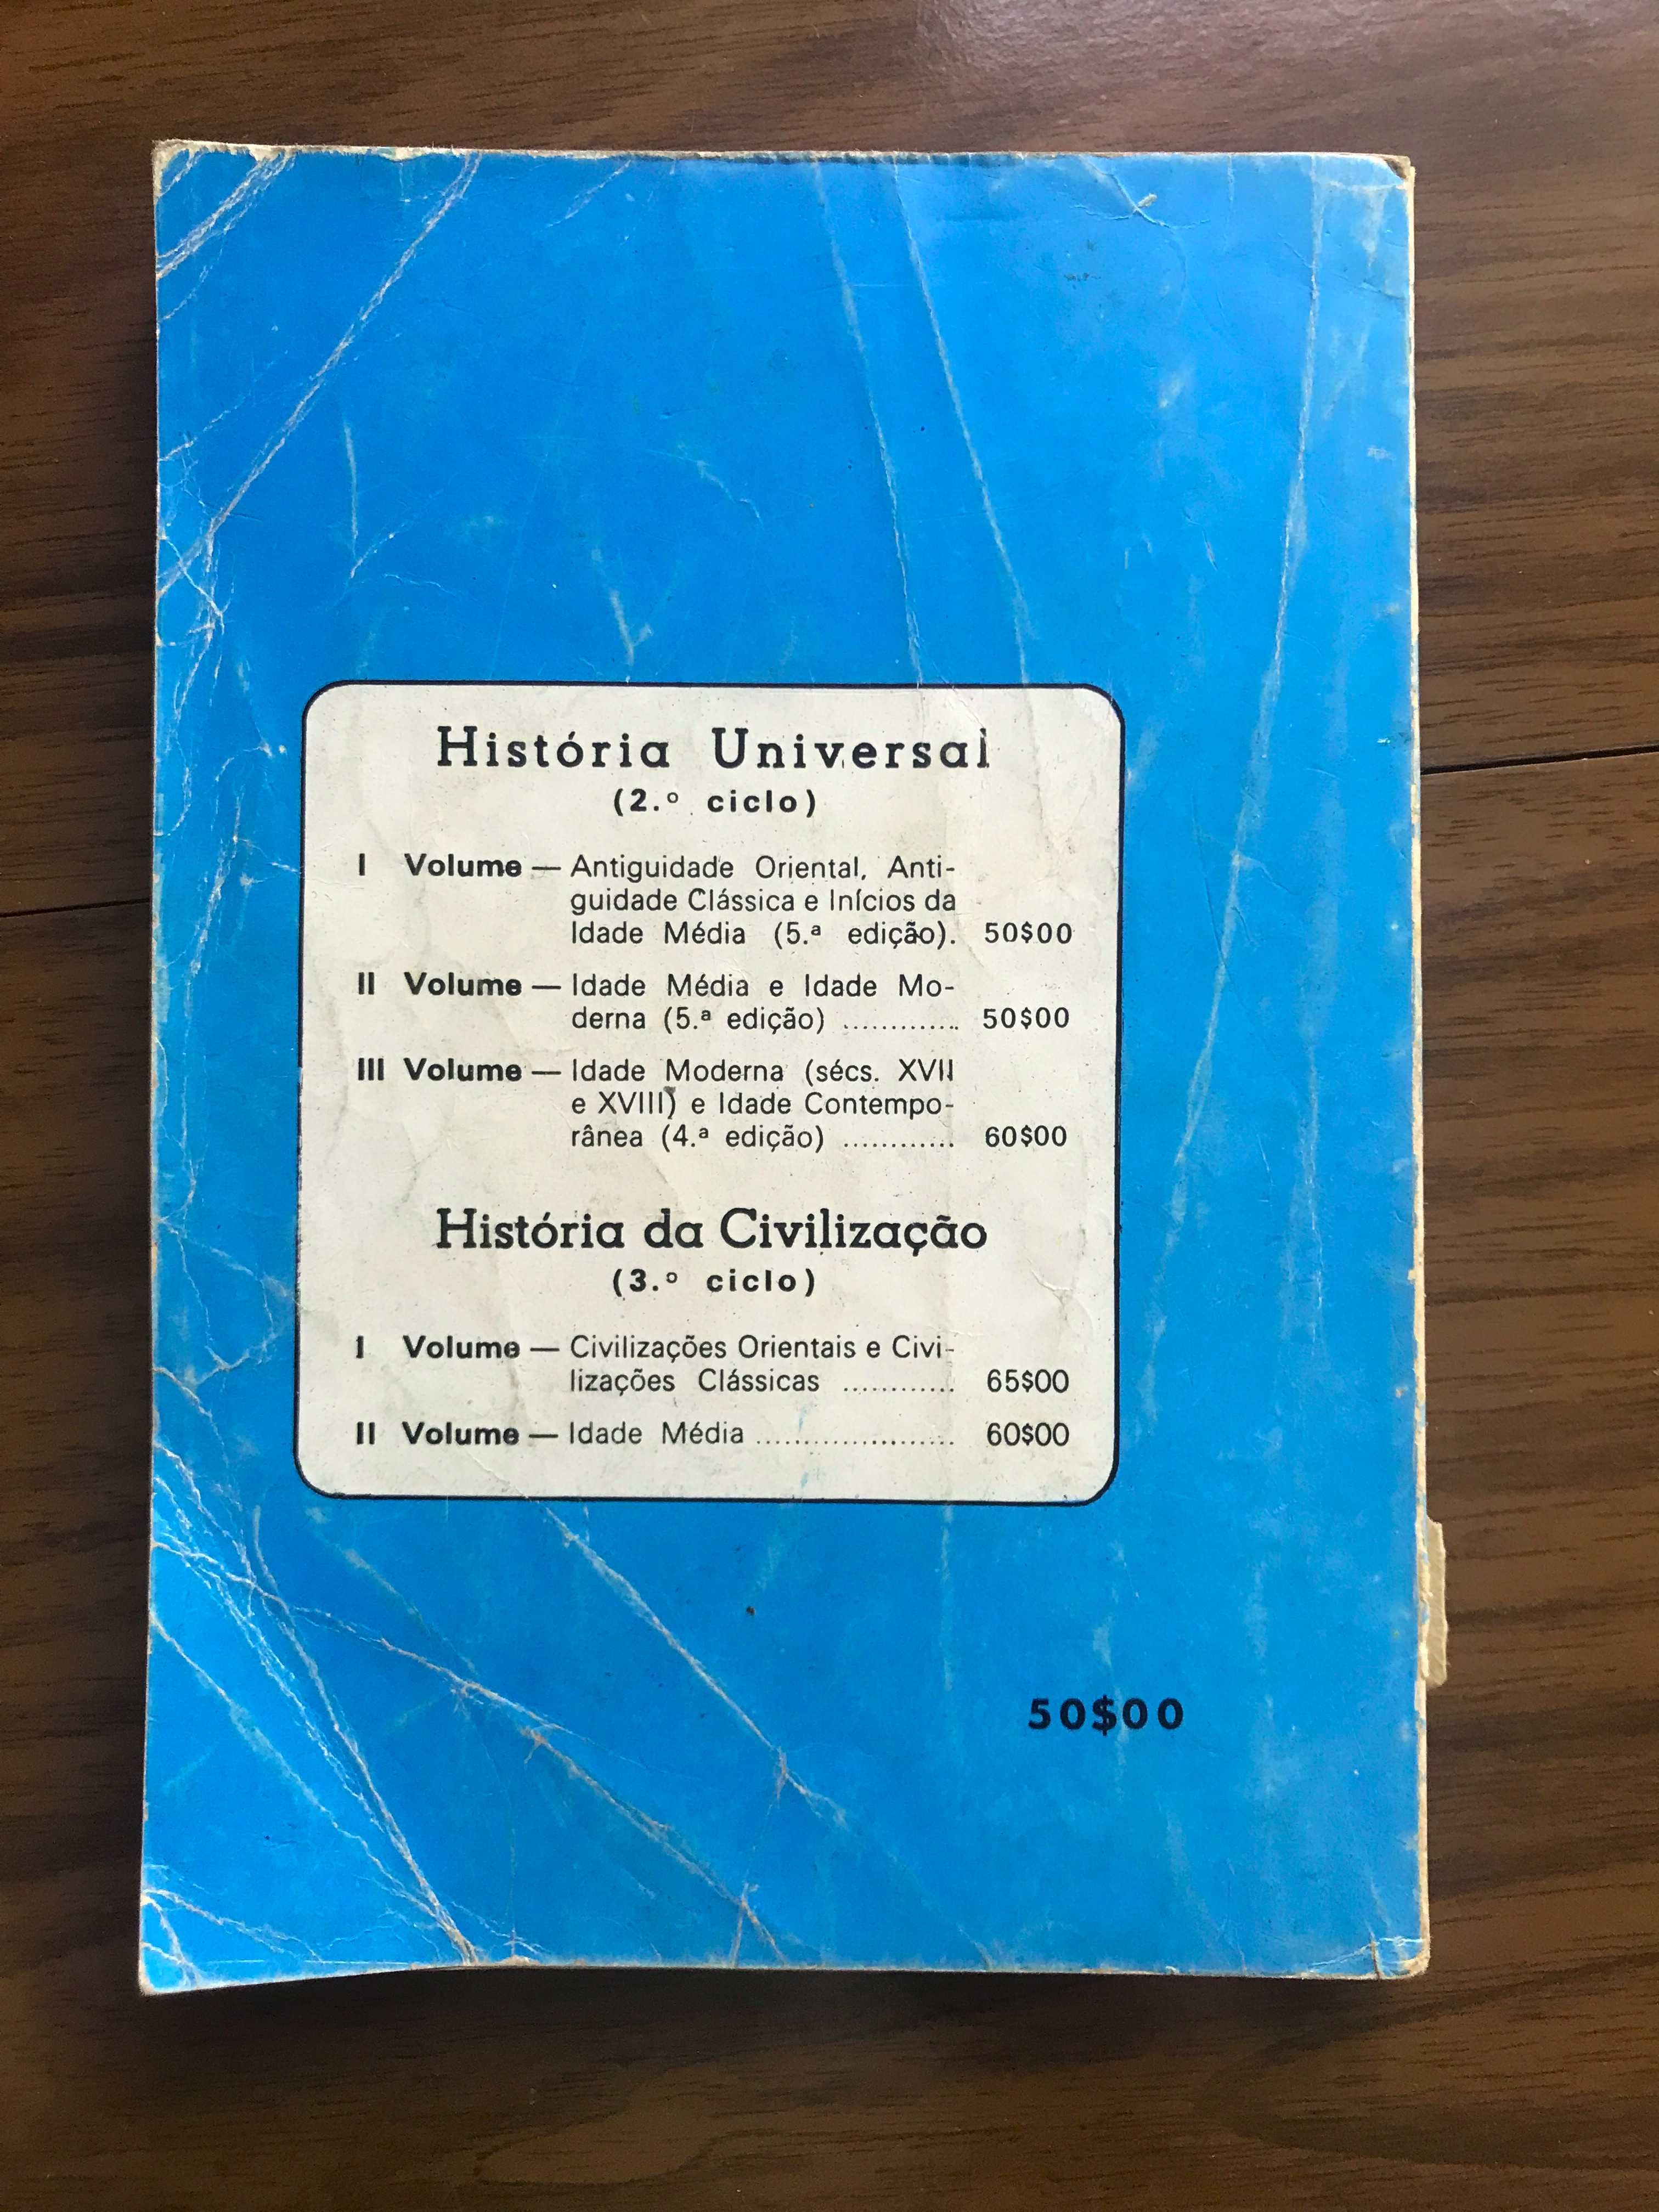 História Universal
(2.º ciclo)
I Volume — Antiguidade Oriental, Anti-
guidade Clássica e Inícios da
Idade Média (5.ª edição). 50$00
II Volume — Idade Média e Idade Mo-
derna (5.ª edição) ............ 50$00
III Volume — Idade Moderna (sécs. XVII
e XVIII) e Idade Contempo-
rânea (4.ª edição) ............ 60$00
História da Civilização
(3.º ciclo)
I Volume — Civilizações Orientais e Civi-
lizações Clássicas ............ 65$00
II Volume — Idade Média ..................... 60$00
50$00